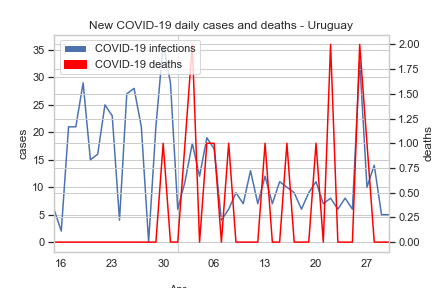 New COVID-19 daily cases and deaths - Uruguay
COVID-19 infections
COVID-19 deaths
cases
35
30
25
20
15
10
5
0
deaths
2.00
1.75
1.50
1.25
1.00
0.75
0.50
0.25
0.00
16 23 30 06 13 20 27